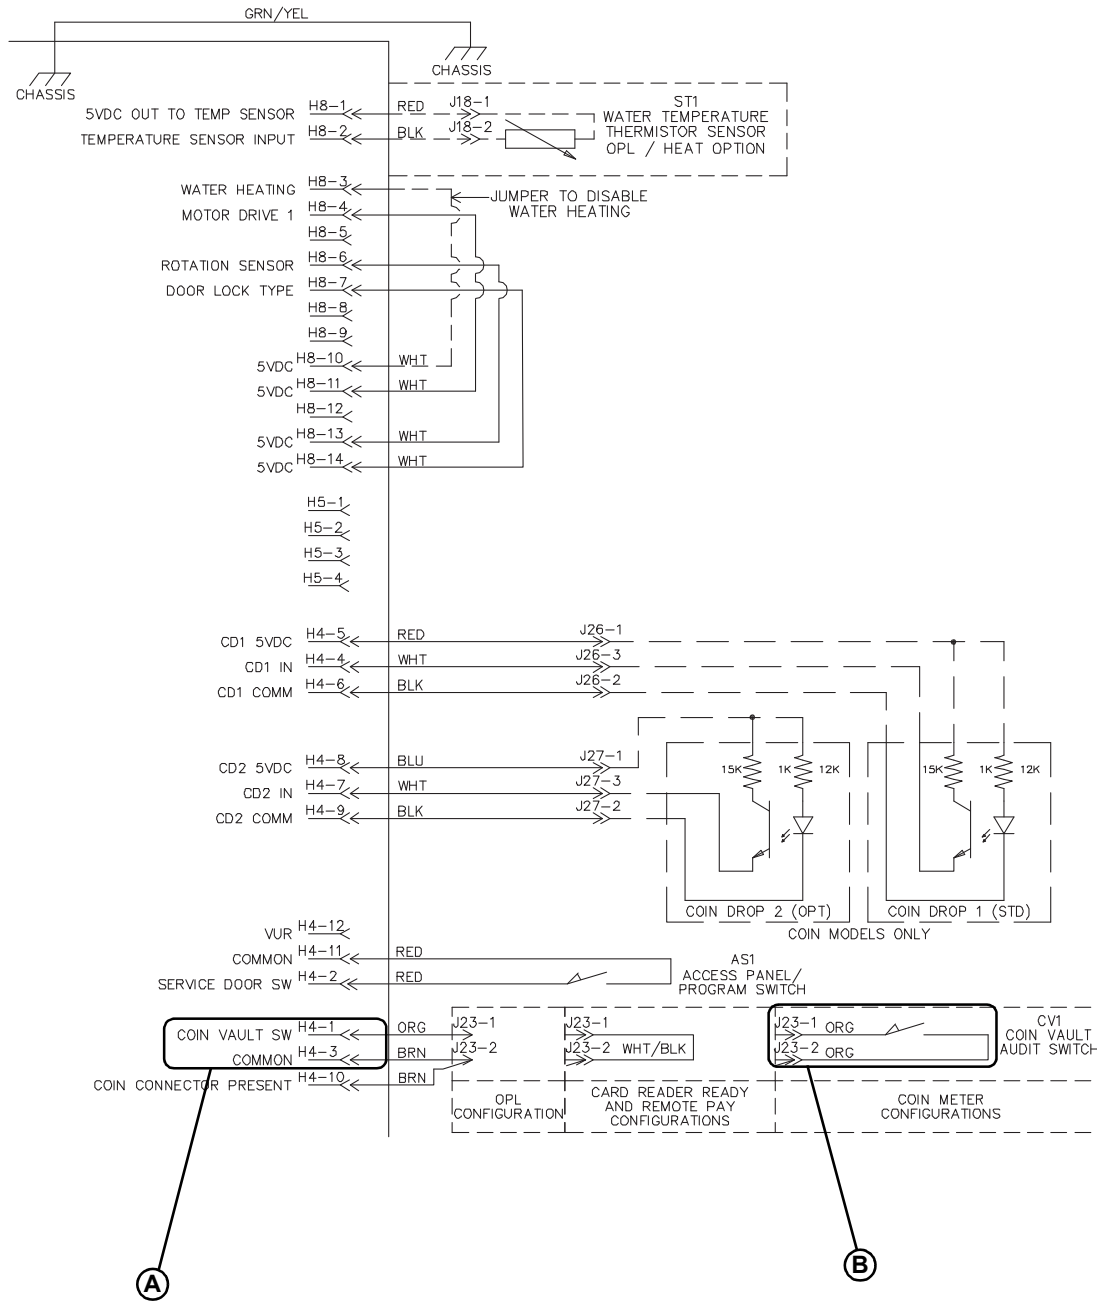 GRN/YEL
CHASSIS
CHASSIS
5VDC OUT TO TEMP SENSOR H8-1 RED J18-1
TEMPERATURE SENSOR INPUT H8-2 BLK J18-2
ST1
WATER TEMPERATURE
THERMISTOR SENSOR
OPL / HEAT OPTION
WATER HEATING H8-3
JUMPER TO DISABLE
WATER HEATING
MOTOR DRIVE 1 H8-4
H8-5
ROTATION SENSOR H8-6
DOOR LOCK TYPE H8-7
H8-8
H8-9
5VDC H8-10 WHT
5VDC H8-11 WHT
H8-12
5VDC H8-13 WHT
5VDC H8-14 WHT
H5-1
H5-2
H5-3
H5-4
CD1 5VDC H4-5 RED J26-1
CD1 IN H4-4 WHT J26-3
CD1 COMM H4-6 BLK J26-2
CD2 5VDC H4-8 BLU J27-1
CD2 IN H4-7 WHT J27-3
CD2 COMM H4-9 BLK J27-2
15K 1K 12K
15K 1K 12K
COIN DROP 2 (OPT)
COIN DROP 1 (STD)
COIN MODELS ONLY
VUR H4-12
COMMON H4-11 RED
SERVICE DOOR SW H4-2 RED
AS1
ACCESS PANEL/
PROGRAM SWITCH
COIN VAULT SW H4-1 ORG J23-1 J23-1 J23-1 ORG
COMMON H4-3 BRN J23-2 J23-2 WHT/BLK J23-2 ORG
CV1
COIN VAULT
AUDIT SWITCH
COIN CONNECTOR PRESENT H4-10 BRN
OPL
CONFIGURATION
CARD READER READY
AND REMOTE PAY
CONFIGURATIONS
COIN METER
CONFIGURATIONS
A
B